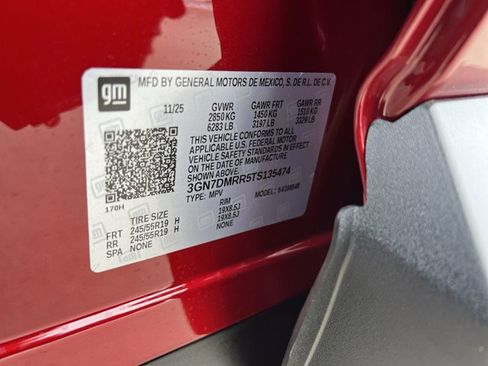 gm
MFD BY GENERAL MOTORS DE MEXICO, S. DE R.L. DE C.V.
11/25 GVWR GAWR FRT GAWR RR
2850 KG 1450 KG 1510 KG
6283 LB 3197 LB 3329 LB
THIS VEHICLE CONFORMS TO ALL
APPLICABLE U.S. FEDERAL MOTOR
VEHICLE SAFETY STANDARDS IN EFFECT
ON THE DATE OF MANUFACTURE
SHOWN ABOVE.
3GN7DMRR5TS135474
TYPE: MPV MODEL:
170H
TIRE SIZE RIM
FRT 245/55R19 H 19X8.5J
RR 245/55R19 H 19X8.5J
SPA NONE NONE